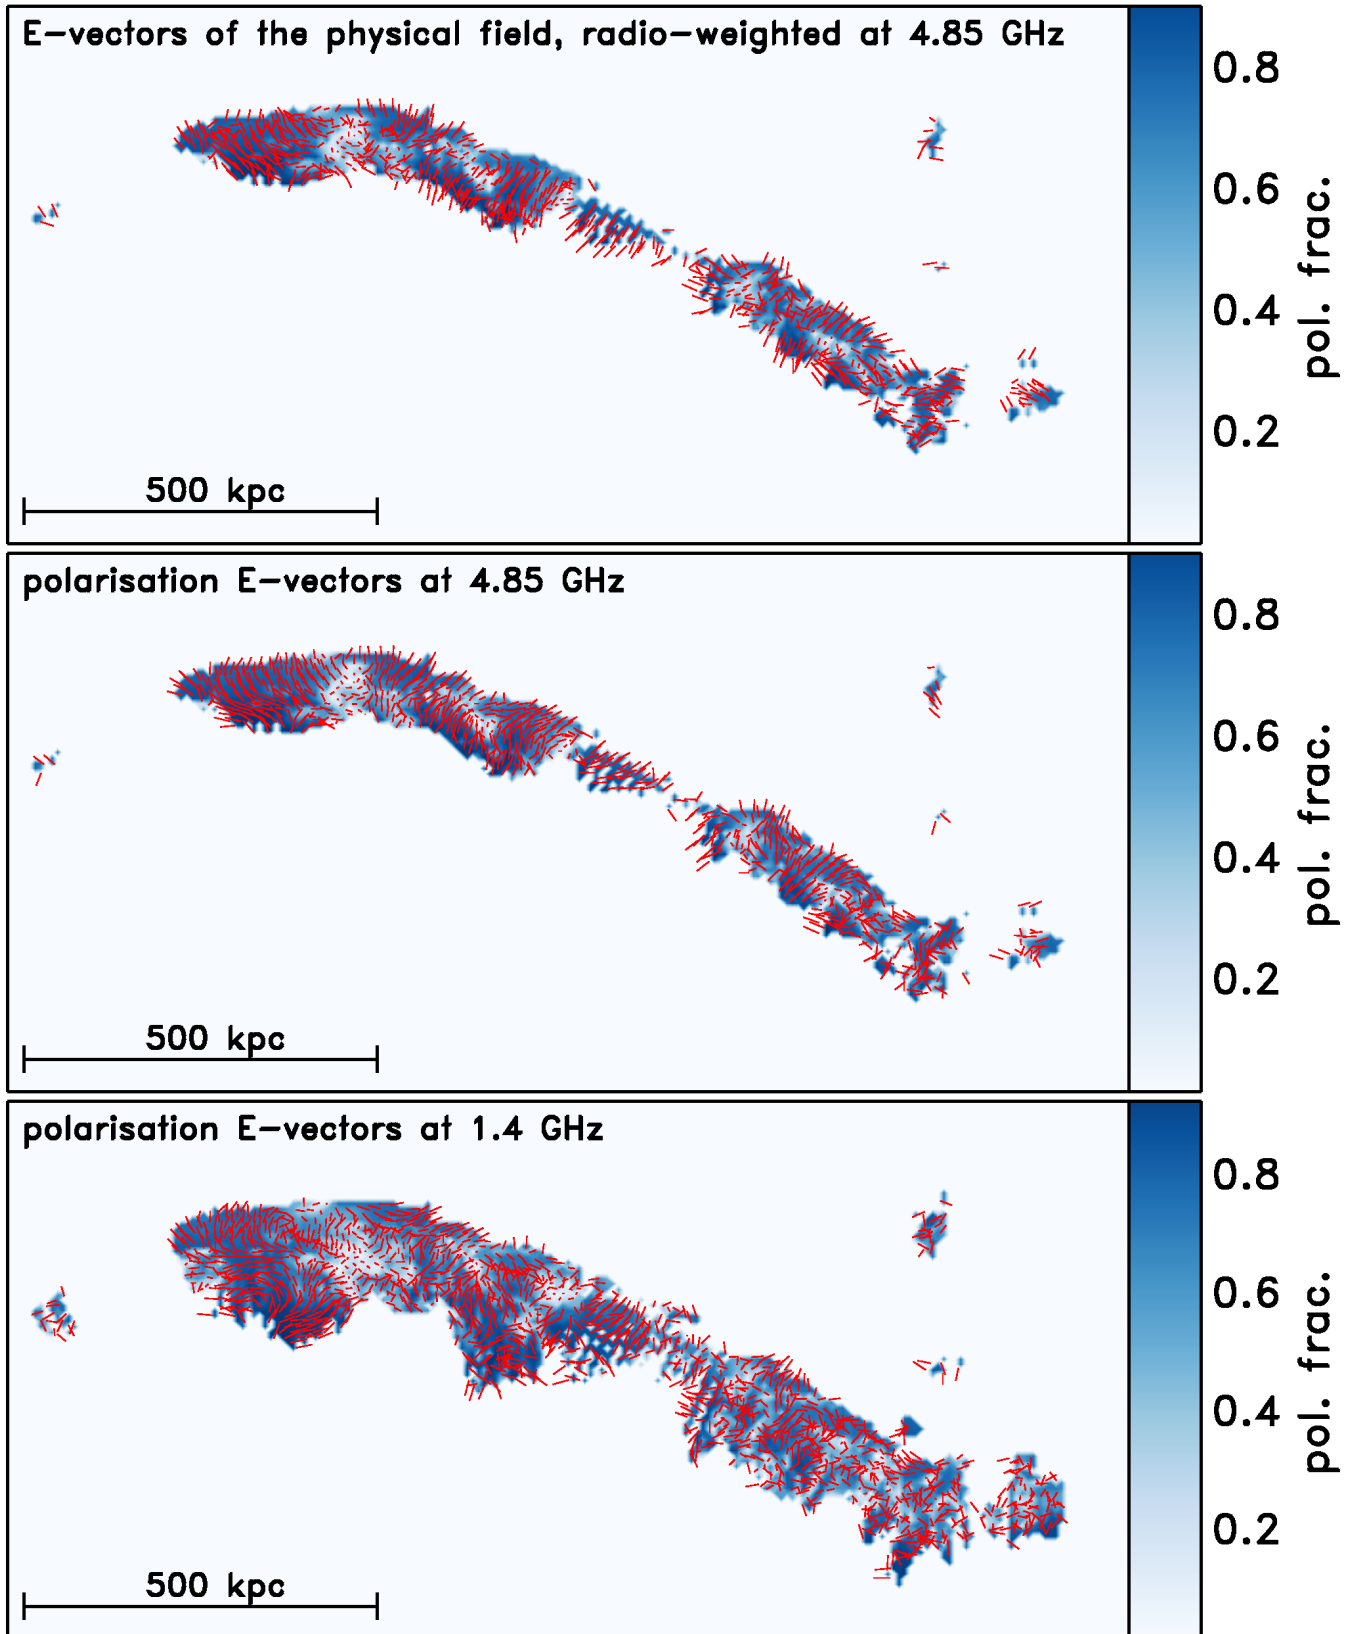 E-vectors of the physical field, radio-weighted at 4.85 GHz
0.8
0.6
0.4
0.2
pol. frac.
500 kpc
polarisation E-vectors at 4.85 GHz
0.8
0.6
0.4
0.2
pol. frac.
500 kpc
polarisation E-vectors at 1.4 GHz
0.8
0.6
0.4
0.2
pol. frac.
500 kpc